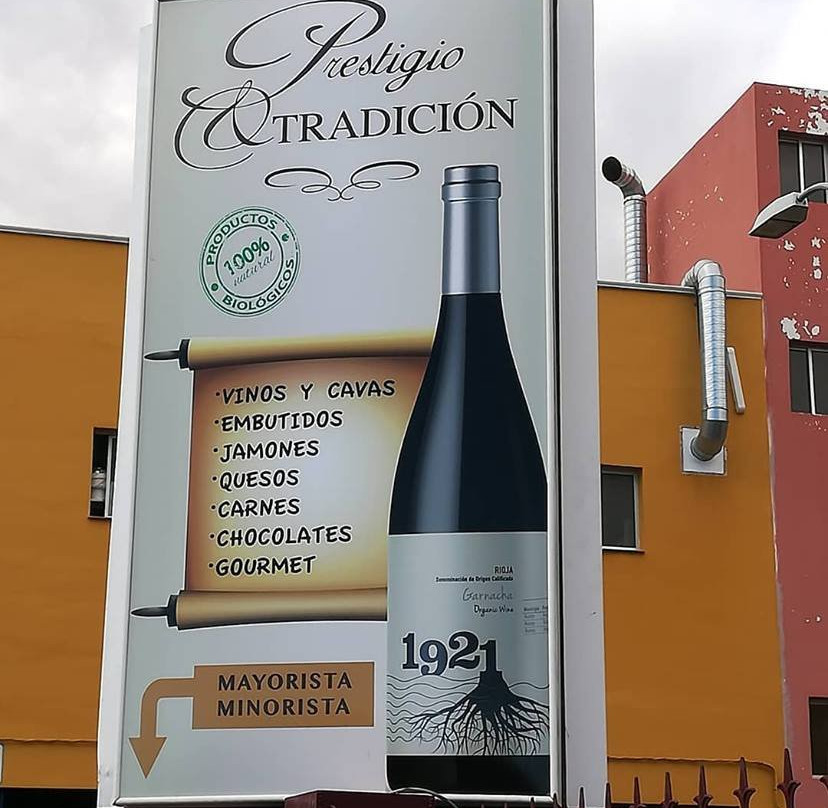 Prestigio
& TRADICIÓN
PRODUCTOS
100%
natural
BIOLÓGICOS
·VINOS Y CAVAS
·EMBUTIDOS
·JAMONES
·QUESOS
·CARNES
·CHOCOLATES
·GOURMET
RIOJA
Denominación de Origen Calificada
Garnacha
Organic Wine
1921
MAYORISTA
MINORISTA